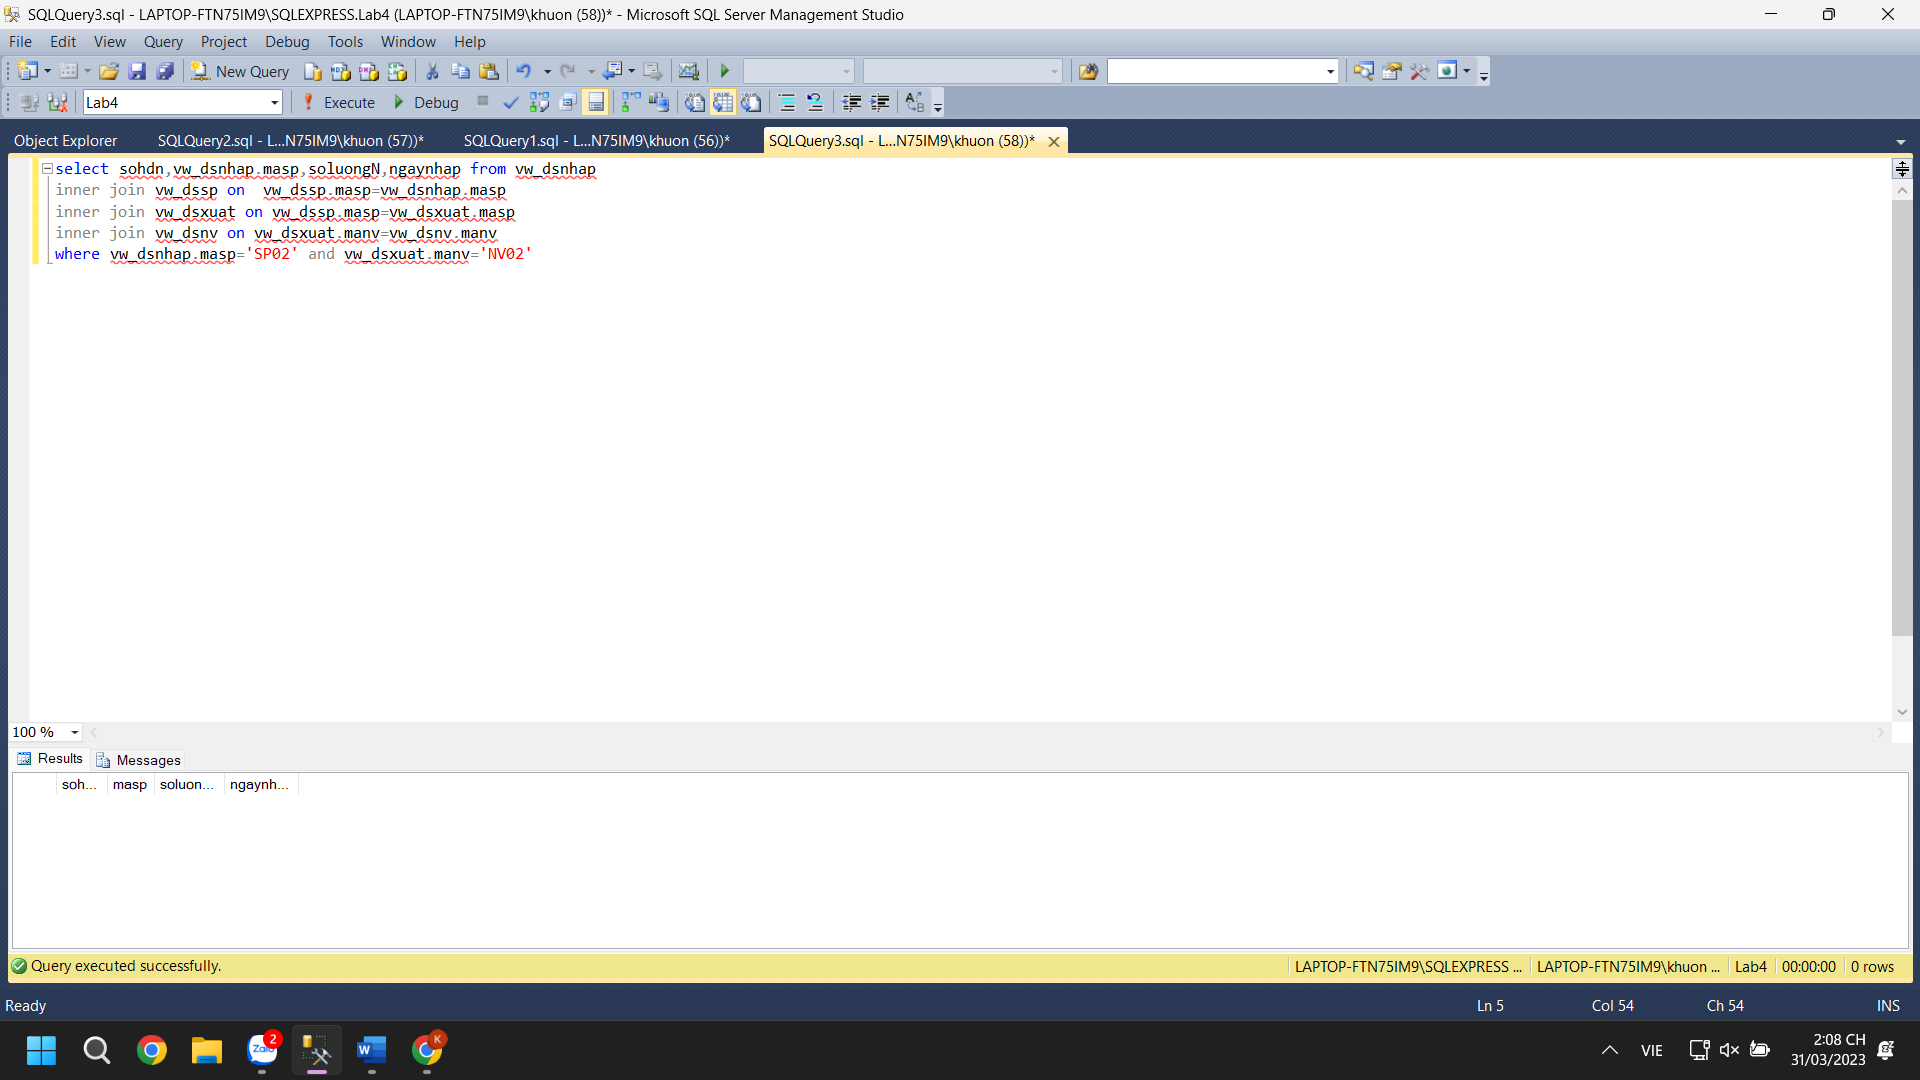 SQLQuery3.sql - LAPTOP-FTN75IM9\SQLEXPRESS.Lab4 (LAPTOP-FTN75IM9\khuon (58))* - Microsoft SQL Server Management Studio
File Edit View Query Project Debug Tools Window Help
New Query
Lab4 Execute Debug
Object Explorer SQLQuery2.sql - L...N75IM9\khuon (57))* SQLQuery1.sql - L...N75IM9\khuon (56))* SQLQuery3.sql - L...N75IM9\khuon (58))*
select sohdn,vw_dsnhap.masp,soluongN,ngaynhap from vw_dsnhap
inner join vw_dssp on  vw_dssp.masp=vw_dsnhap.masp
inner join vw_dsxuat on vw_dssp.masp=vw_dsxuat.masp
inner join vw_dsnv on vw_dsxuat.manv=vw_dsnv.manv
where vw_dsnhap.masp='SP02' and vw_dsxuat.manv='NV02'
100 %
Results Messages
soh... masp soluon... ngaynh...
Query executed successfully. LAPTOP-FTN75IM9\SQLEXPRESS ... LAPTOP-FTN75IM9\khuon ... Lab4 00:00:00 0 rows
Ready Ln 5 Col 54 Ch 54 INS
Zalo 2 W K VIE 2:08 CH
31/03/2023